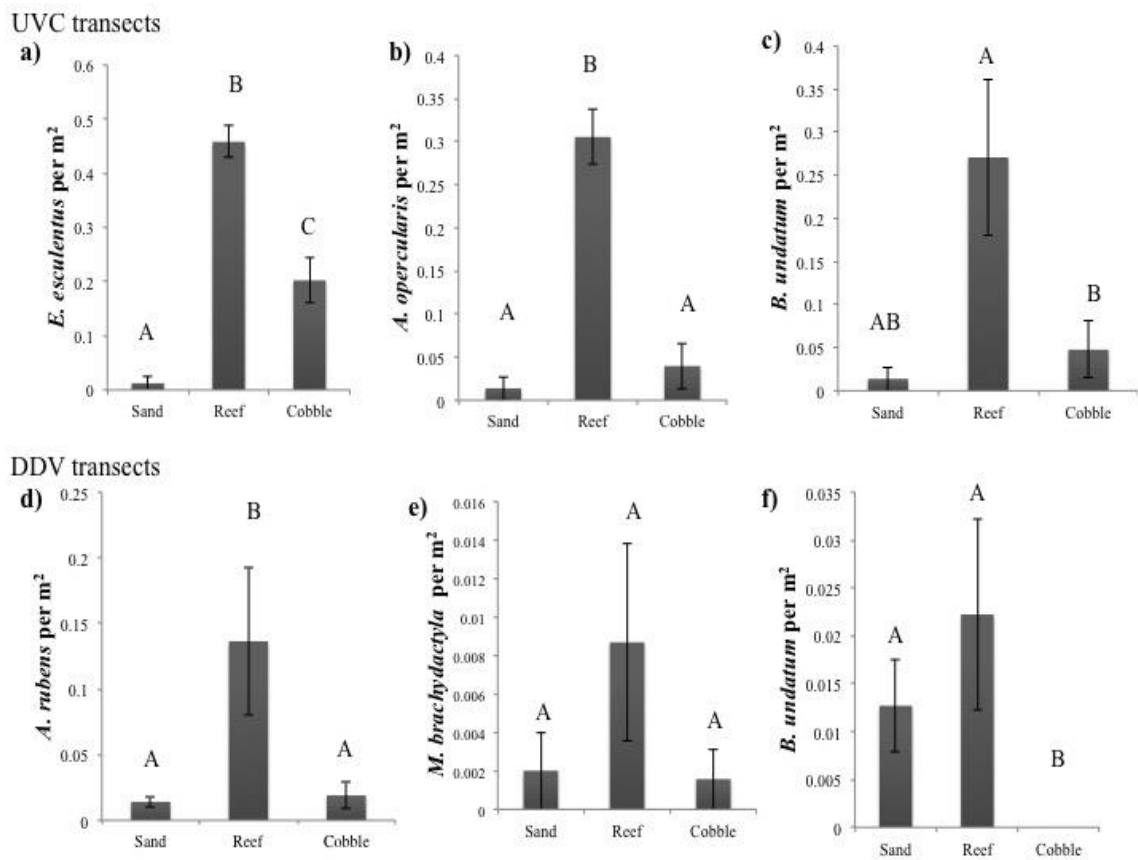 UVC transects
a)
E. esculentus per m²
0.6
0.5
0.4
0.3
0.2
0.1
0
A
B
C
Sand Reef Cobble
b)
A. opercularis per m²
0.4
0.35
0.3
0.25
0.2
0.15
0.1
0.05
0
A
B
A
Sand Reef Cobble
c)
B. undatum per m²
0.4
0.35
0.3
0.25
0.2
0.15
0.1
0.05
0
AB
A
B
Sand Reef Cobble
DDV transects
d)
A. rubens per m²
0.25
0.2
0.15
0.1
0.05
0
A
B
A
Sand Reef Cobble
e)
M. brachydactyla per m²
0.016
0.014
0.012
0.01
0.008
0.006
0.004
0.002
0
A
A
A
Sand Reef Cobble
f)
B. undatum per m²
0.035
0.03
0.025
0.02
0.015
0.01
0.005
0
A
A
B
Sand Reef Cobble